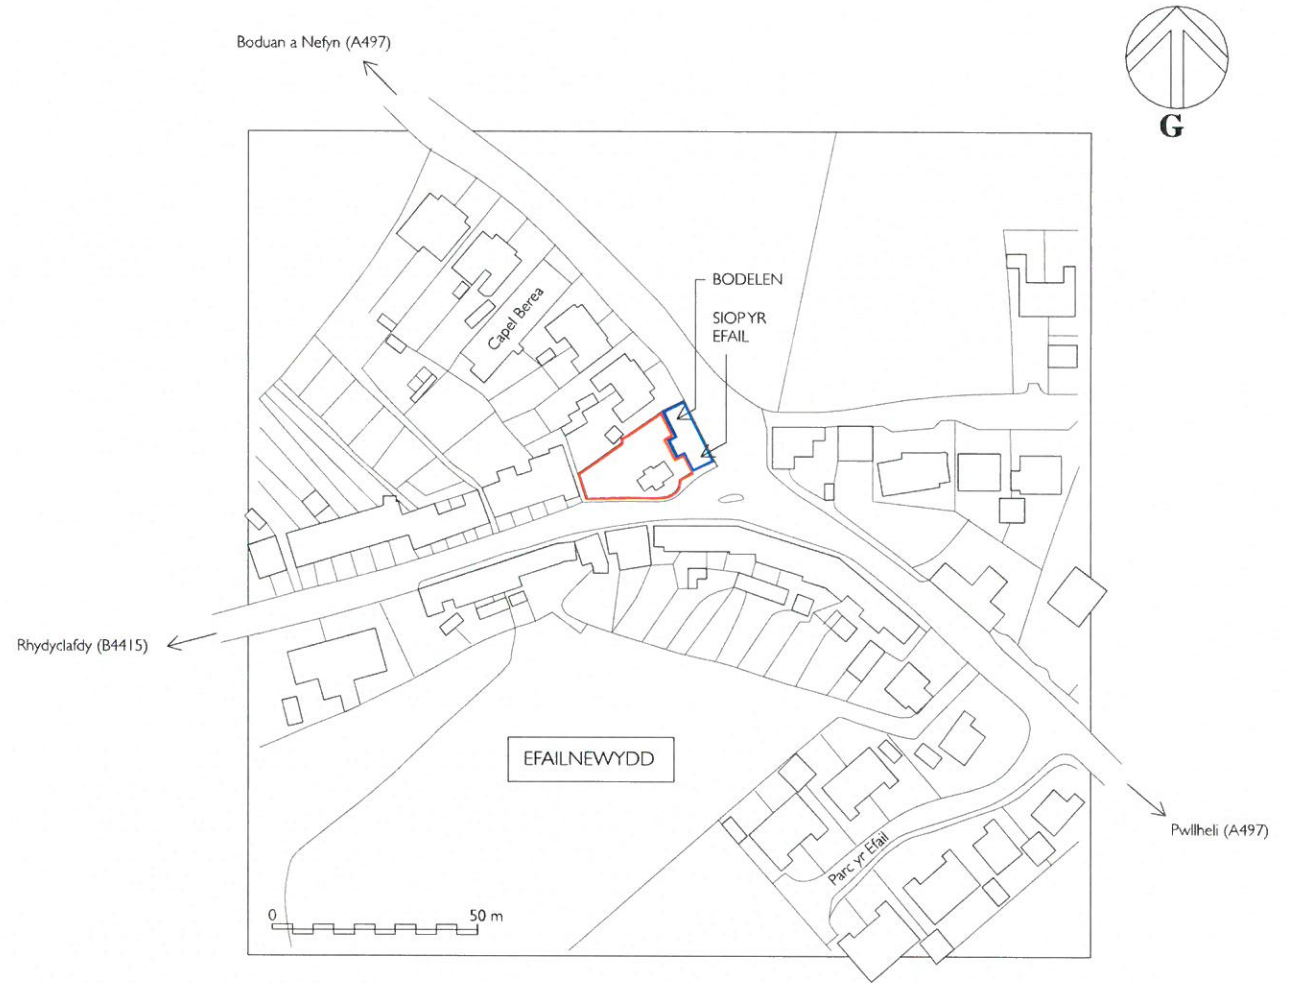 Boduan a Nefyn (A497)
G
BODELEN
SIOP YR
EFAIL
Capel Berea
Rhydyclafdy (B4415)
EFAILNEWYDD
Parc yr Efail
Pwllheli (A497)
0 50 m